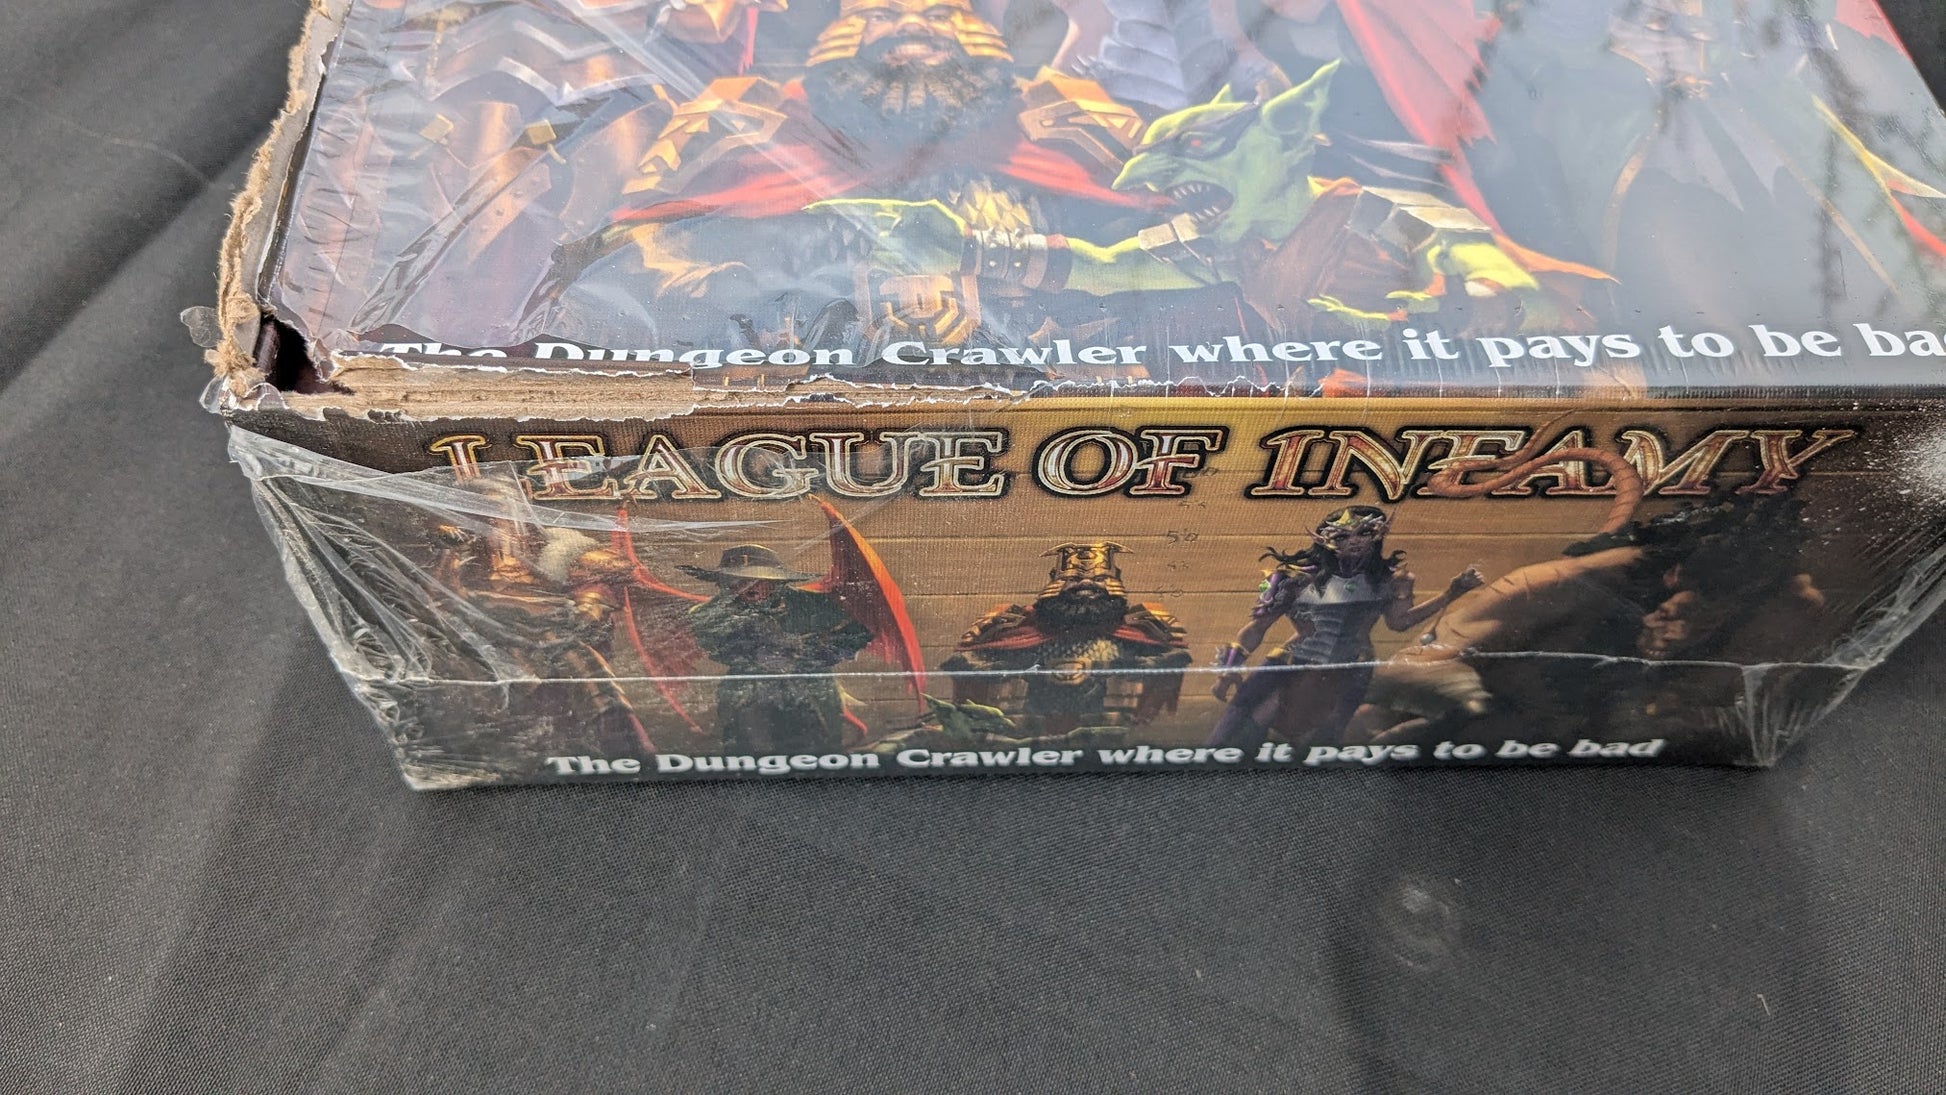 The Dungeon Crawler where it pays to be ba
LEAGUE OF INFAMY
50
The Dungeon Crawler where it pays to be bad